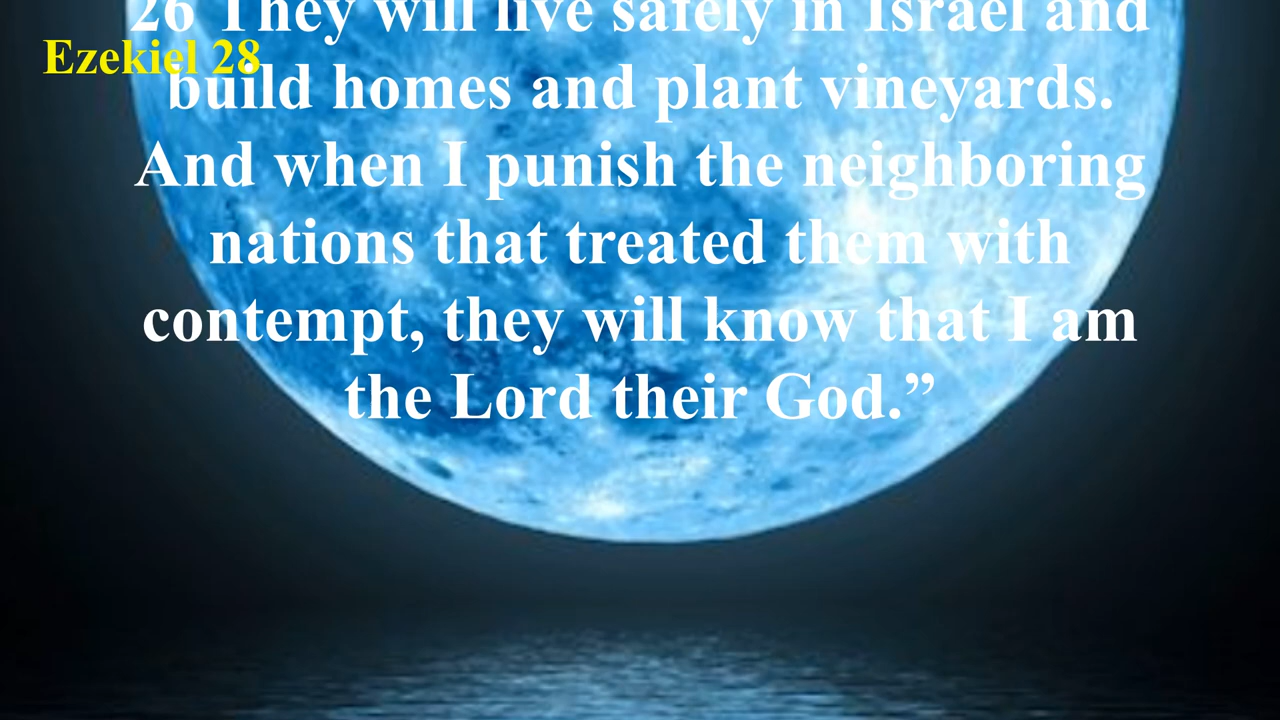 26 They will live safely in Israel and
Ezekiel 28
build homes and plant vineyards.
And when I punish the neighboring
nations that treated them with
contempt, they will know that I am
the Lord their God.”